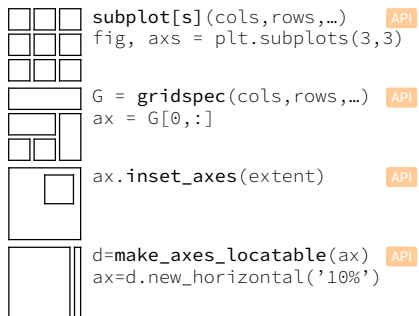 subplot[s](cols,rows,…) API
fig, axs = plt.subplots(3,3)
G = gridspec(cols,rows,…) API
ax = G[0,:]
ax.inset_axes(extent) API
d=make_axes_locatable(ax) API
ax=d.new_horizontal(’10%’)